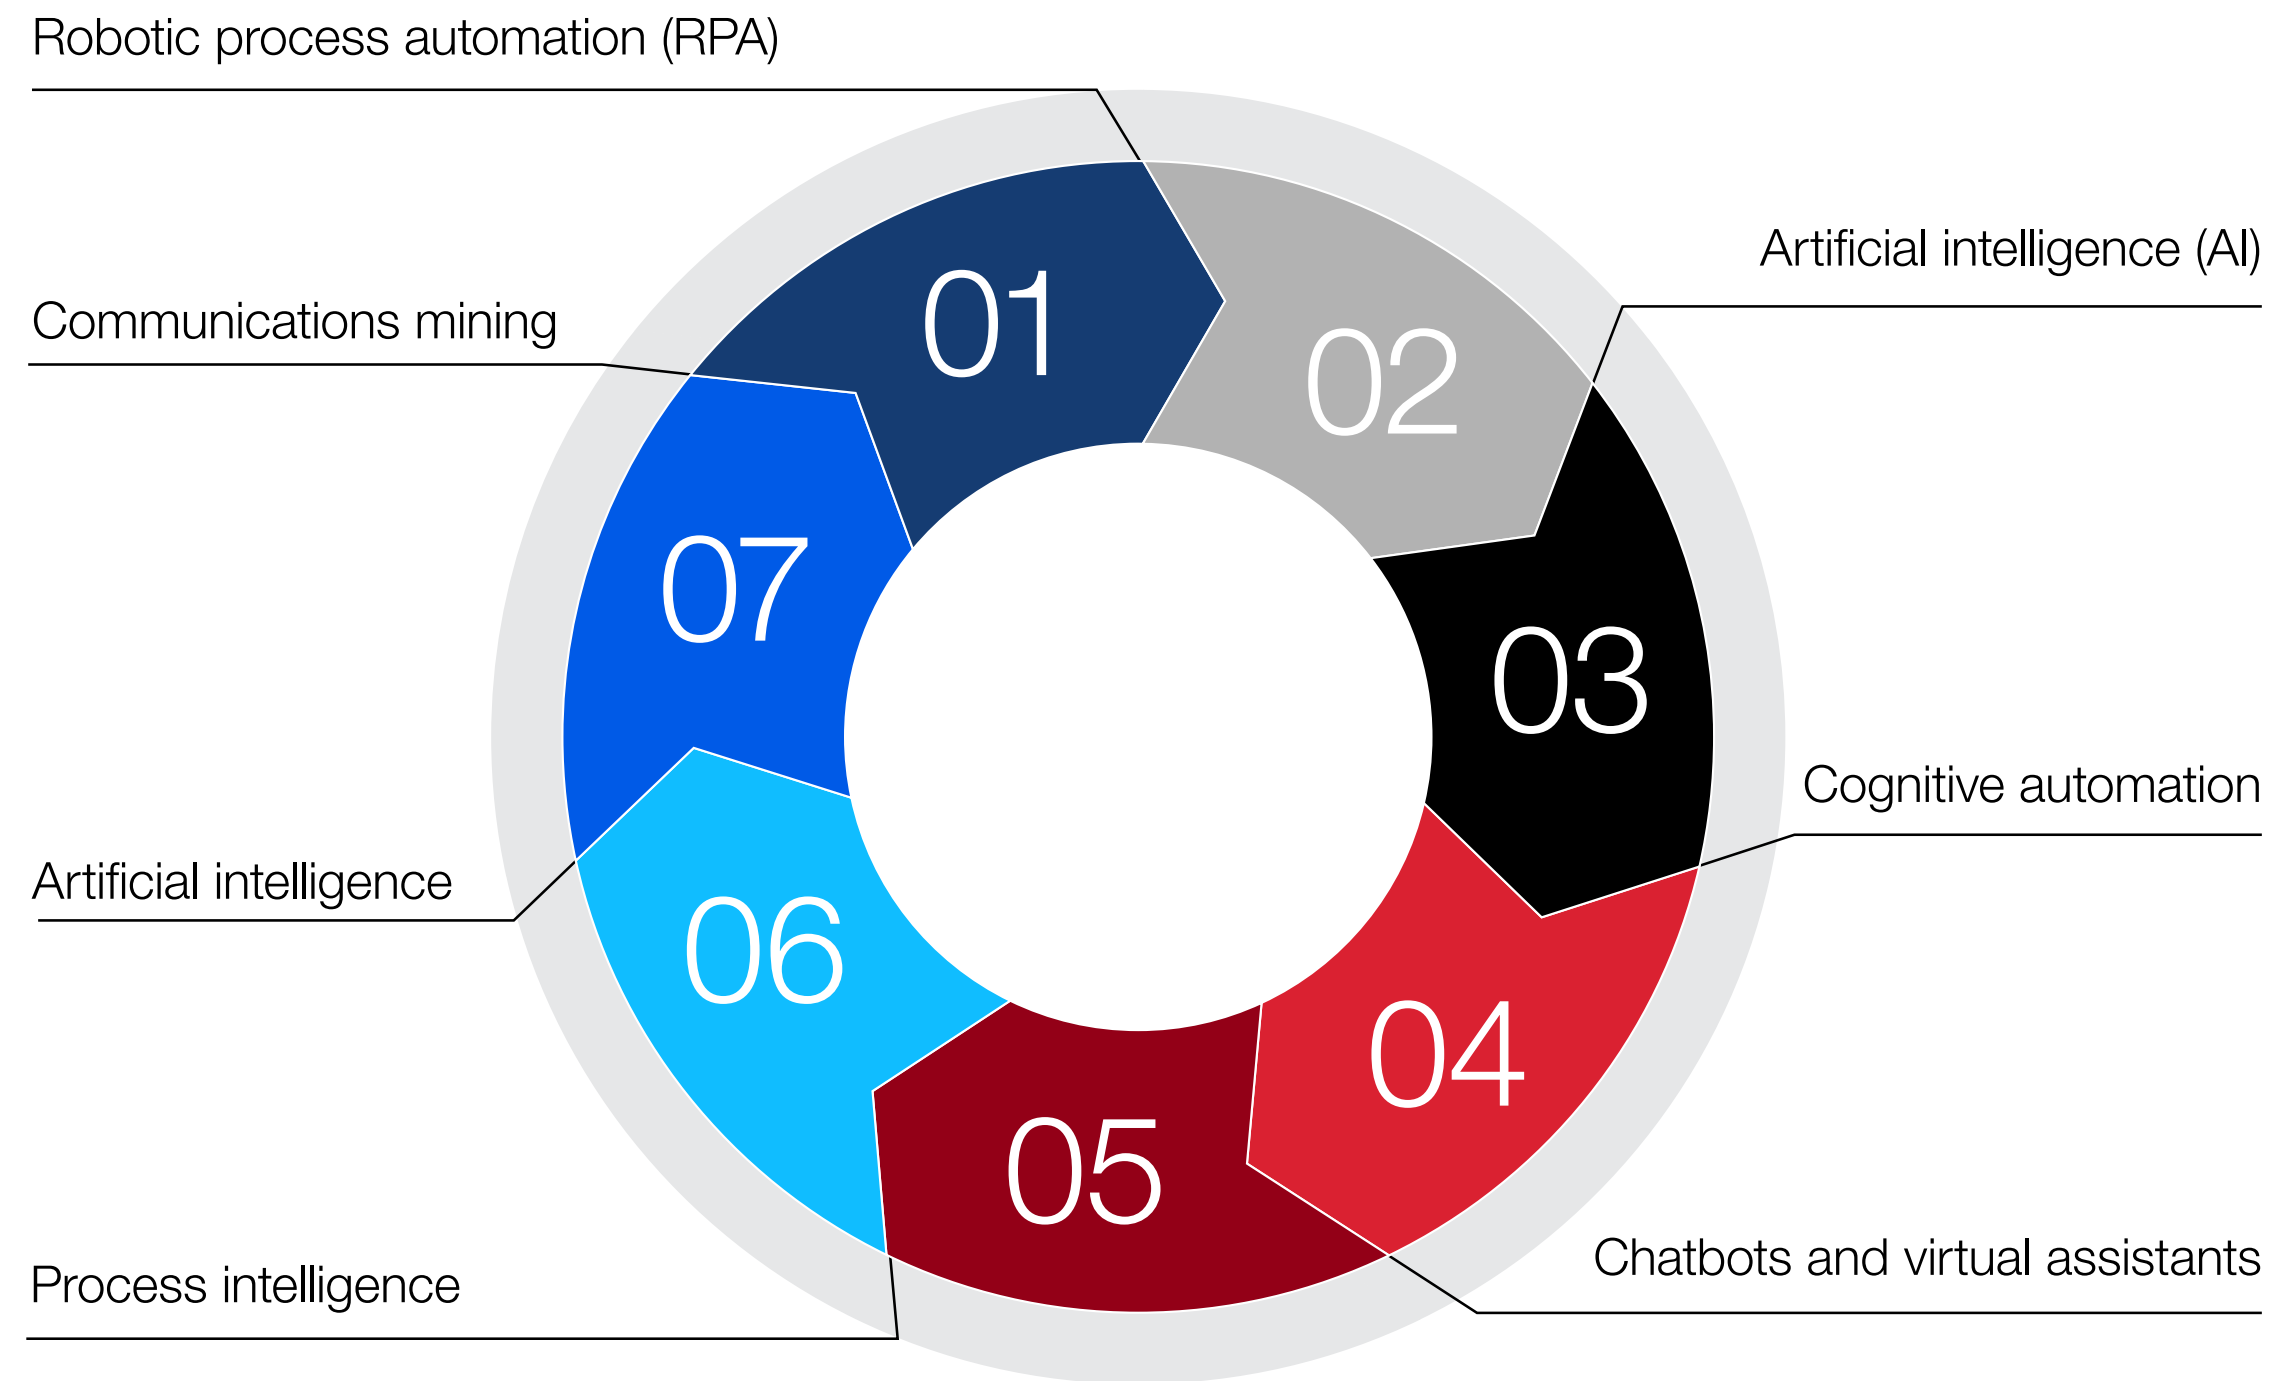 Robotic process automation (RPA)
Artificial intelligence (AI)
Communications mining
01
02
07
03
Cognitive automation
Artificial intelligence
06
04
05
Chatbots and virtual assistants
Process intelligence